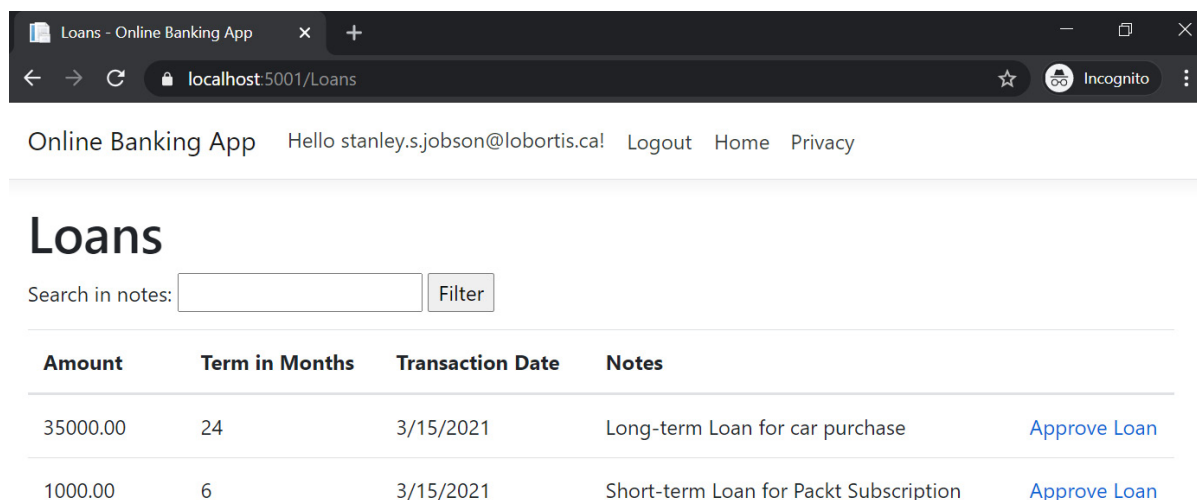 Loans - Online Banking App
localhost:5001/Loans
Incognito
Online Banking App Hello stanley.s.jobson@lobortis.ca! Logout Home Privacy
Loans
Search in notes: Filter
Amount Term in Months Transaction Date Notes
35000.00 24 3/15/2021 Long-term Loan for car purchase Approve Loan
1000.00 6 3/15/2021 Short-term Loan for Packt Subscription Approve Loan